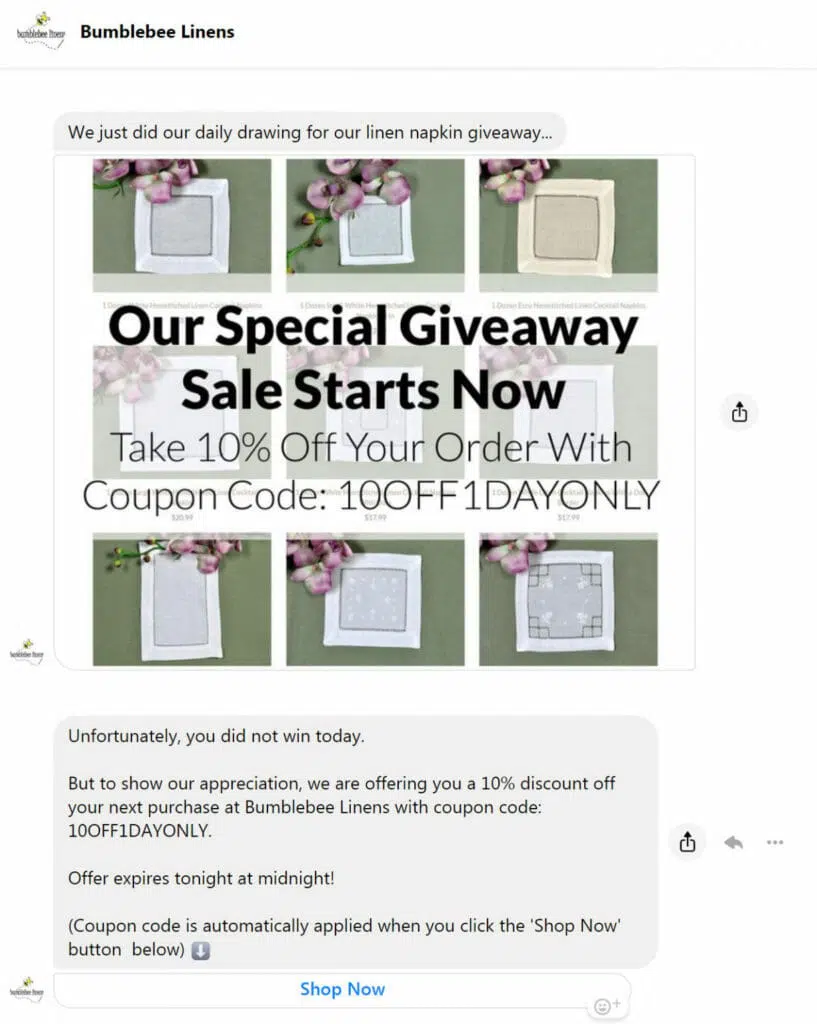 bumblebee linens
Bumblebee Linens
We just did our daily drawing for our linen napkin giveaway...
Our Special Giveaway
Sale Starts Now
Take 10% Off Your Order With
Coupon Code: 10OFF1DAYONLY
$20.99
$17.99
$17.99
bumblebee linens
Unfortunately, you did not win today.
But to show our appreciation, we are offering you a 10% discount off
your next purchase at Bumblebee Linens with coupon code:
10OFF1DAYONLY.
Offer expires tonight at midnight!
(Coupon code is automatically applied when you click the 'Shop Now'
button below)
bumblebee linens
Shop Now